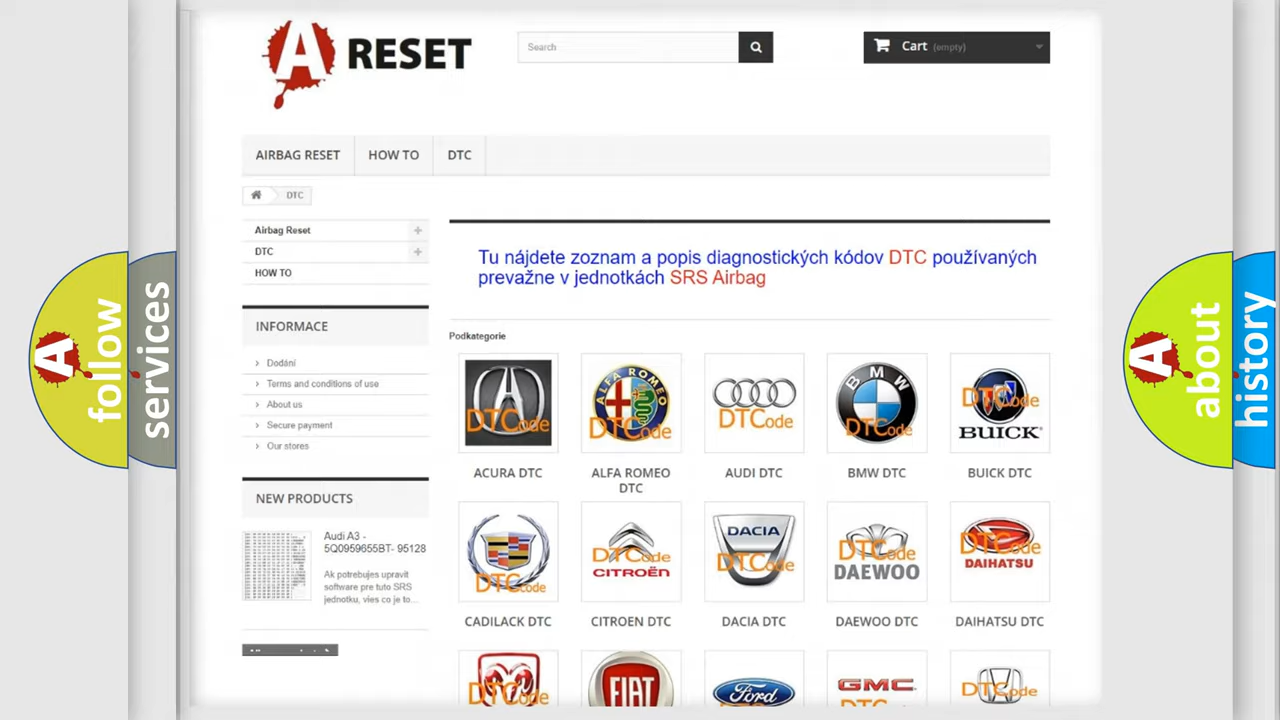 A RESET
Search
Cart (empty)
AIRBAG RESET
HOW TO
DTC
DTC
Airbag Reset
DTC
HOW TO
Tu nájdete zoznam a popis diagnostických kódov DTC používaných
prevažne v jednotkách SRS Airbag
INFORMACE
Dodání
Terms and conditions of use
About us
Secure payment
Our stores
NEW PRODUCTS
Audi A3 -
5Q0959655BT- 95128
Ak potrebujes upravit
software pre tuto SRS
jednotku, vies co je to...
Podkategorie
DTCode
ALFA ROMEO
DTCode
DTCode
BMW
DTCode
DTCode
BUICK
ACURA DTC
ALFA ROMEO
DTC
AUDI DTC
BMW DTC
BUICK DTC
DTCode
DTCode
CITROËN
DACIA
DTCode
DTCode
DAEWOO
DTCode
DAIHATSU
CADILACK DTC
CITROEN DTC
DACIA DTC
DAEWOO DTC
DAIHATSU DTC
DTCode
FIAT
Ford
GMC
DTCode
A follow
services
A about
history